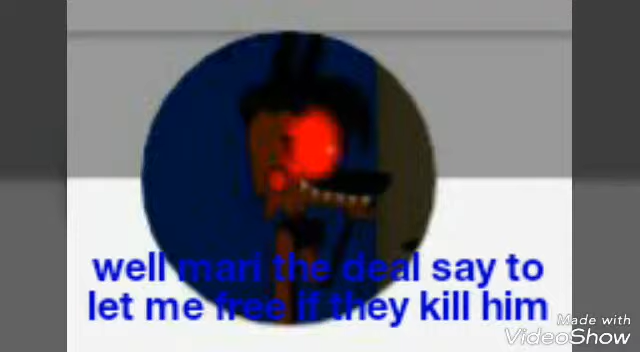 well mari the deal say to
let me free if they kill him
Made with
VideoShow